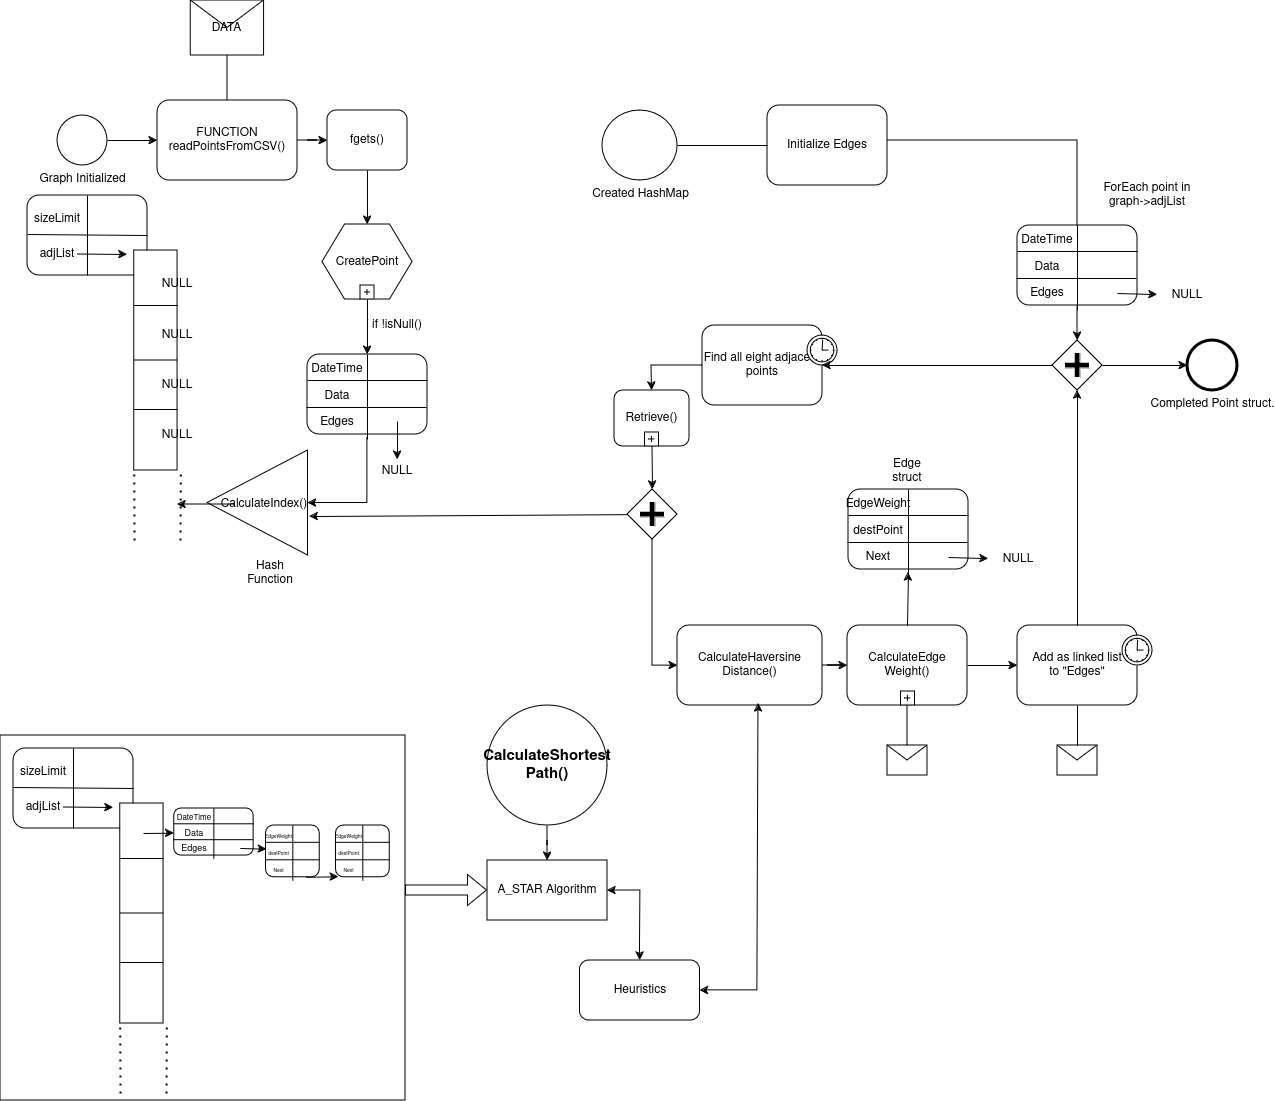 DATA
FUNCTION
readPointsFromCSV()
fgets()
Graph Initialized
sizeLimit
adjList
NULL
NULL
NULL
NULL
CreatePoint
if !isNull()
DateTime
Data
Edges
NULL
CalculateIndex()
Hash
Function
Created HashMap
Initialize Edges
ForEach point in
graph->adjList
DateTime
Data
Edges
NULL
Completed Point struct.
Find all eight adjace
points
Retrieve()
Edge
struct
EdgeWeight
destPoint
Next
NULL
CalculateHaversine
Distance()
CalculateEdge
Weight()
Add as linked list
to "Edges"
CalculateShortest
Path()
A_STAR Algorithm
Heuristics
sizeLimit
adjList
DateTime
Data
Edges
EdgeWeight
destPoint
Next
EdgeWeight
destPoint
Next